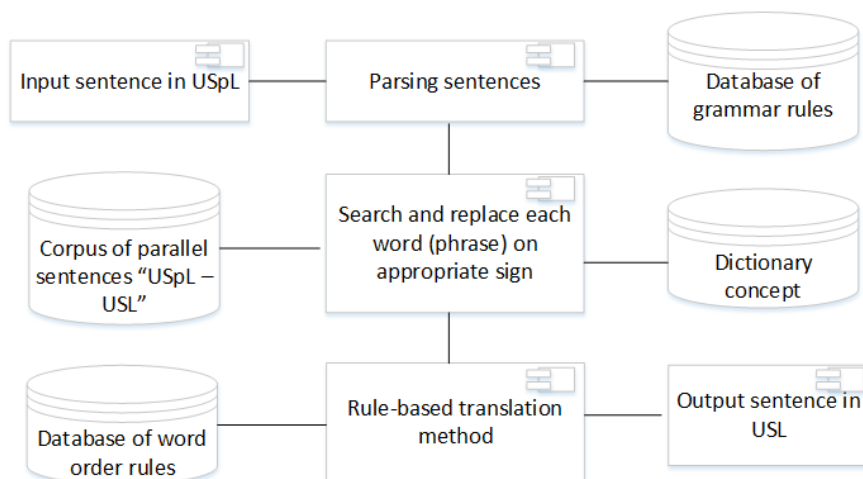 Input sentence in USpL
Parsing sentences
Database of
grammar rules
Corpus of parallel
sentences “USpL –
USL”
Search and replace each
word (phrase) on
appropriate sign
Dictionary
concept
Database of word
order rules
Rule-based translation
method
Output sentence in
USL